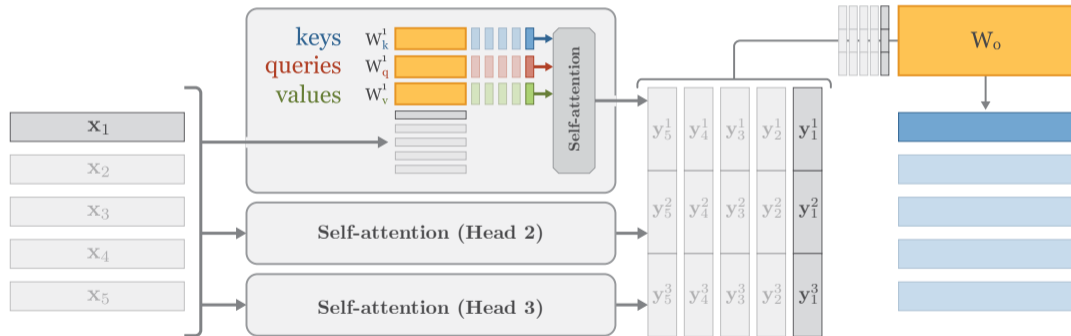 keys W_k^1
queries W_q^1
values W_v^1
Self-attention
x_1
x_2
x_3
x_4
x_5
Self-attention (Head 2)
Self-attention (Head 3)
y_5^1 y_4^1 y_3^1 y_2^1 y_1^1
y_5^2 y_4^2 y_3^2 y_2^2 y_1^2
y_5^3 y_4^3 y_3^3 y_2^3 y_1^3
W_o